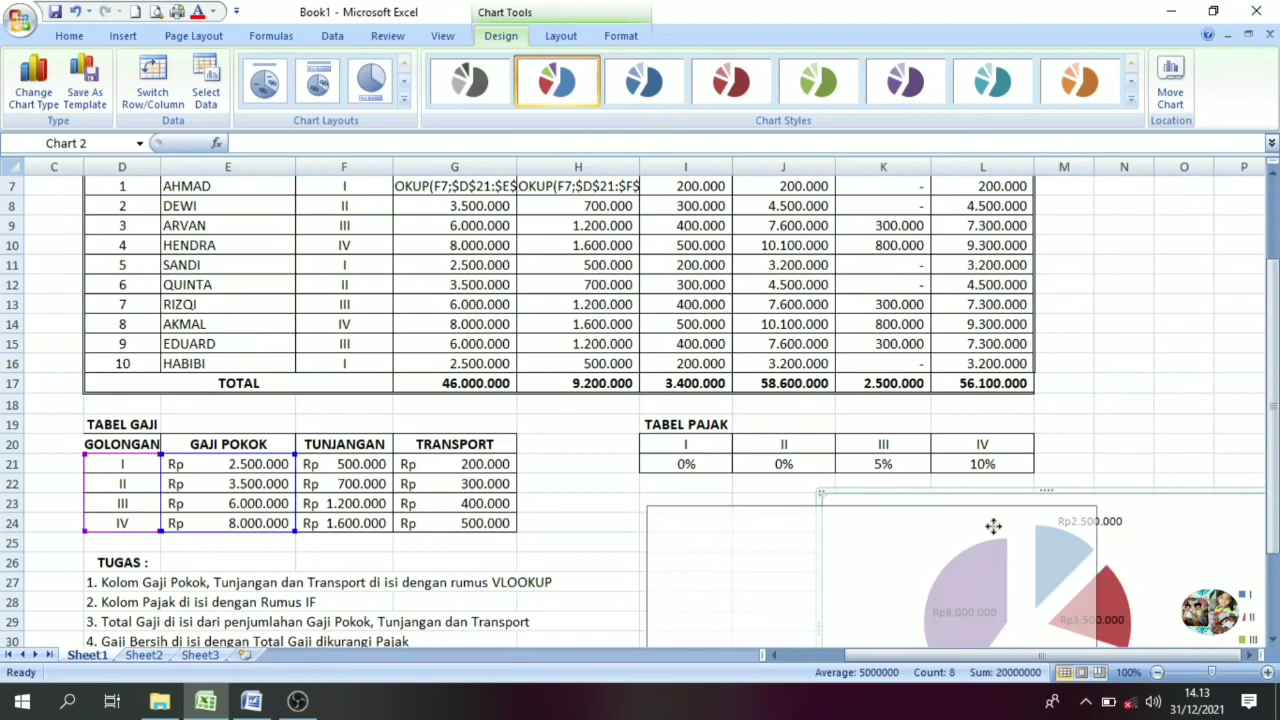 Book1 - Microsoft Excel
Chart Tools
Home Insert Page Layout Formulas Data Review View Design Layout Format
Change Chart Type
Save As Template
Switch Row/Column
Select Data
Move Chart
Type Data Chart Layouts Chart Styles Location
Chart 2 fx
C D E F G H I J K L M N O P
7 1 AHMAD I OKUP(F7;$D$21:$E$ OKUP(F7;$D$21:$F$ 200.000 200.000 - 200.000
8 2 DEWI II 3.500.000 700.000 300.000 4.500.000 - 4.500.000
9 3 ARVAN III 6.000.000 1.200.000 400.000 7.600.000 300.000 7.300.000
10 4 HENDRA IV 8.000.000 1.600.000 500.000 10.100.000 800.000 9.300.000
11 5 SANDI I 2.500.000 500.000 200.000 3.200.000 - 3.200.000
12 6 QUINTA II 3.500.000 700.000 300.000 4.500.000 - 4.500.000
13 7 RIZQI III 6.000.000 1.200.000 400.000 7.600.000 300.000 7.300.000
14 8 AKMAL IV 8.000.000 1.600.000 500.000 10.100.000 800.000 9.300.000
15 9 EDUARD III 6.000.000 1.200.000 400.000 7.600.000 300.000 7.300.000
16 10 HABIBI I 2.500.000 500.000 200.000 3.200.000 - 3.200.000
17 TOTAL 46.000.000 9.200.000 3.400.000 58.600.000 2.500.000 56.100.000
18
19 TABEL GAJI TABEL PAJAK
20 GOLONGAN GAJI POKOK TUNJANGAN TRANSPORT I II III IV
21 I Rp 2.500.000 Rp 500.000 Rp 200.000 0% 0% 5% 10%
22 II Rp 3.500.000 Rp 700.000 Rp 300.000
23 III Rp 6.000.000 Rp 1.200.000 Rp 400.000
24 IV Rp 8.000.000 Rp 1.600.000 Rp 500.000
Rp2.500.000
25
26 TUGAS :
27 1. Kolom Gaji Pokok, Tunjangan dan Transport di isi dengan rumus VLOOKUP
28 2. Kolom Pajak di isi dengan Rumus IF
29 3. Total Gaji di isi dari penjumlahan Gaji Pokok, Tunjangan dan Transport
30 4. Gaji Bersih di isi dengan Total Gaji dikurangi Pajak
Rp8.000.000 Rp3.500.000
I
II
III
Sheet1 Sheet2 Sheet3
Ready Average: 5000000 Count: 8 Sum: 20000000 100%
14.13
31/12/2021